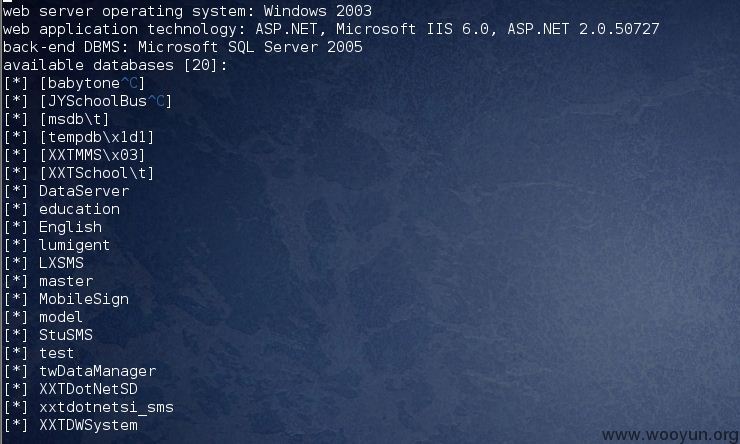 web server operating system: Windows 2003
web application technology: ASP.NET, Microsoft IIS 6.0, ASP.NET 2.0.50727
back-end DBMS: Microsoft SQL Server 2005
available databases [20]:
[*] [babytone^C]
[*] [JYSchoolBus^C]
[*] [msdb\t]
[*] [tempdb\x1d1]
[*] [XXTMMS\x03]
[*] [XXTSchool\t]
[*] DataServer
[*] education
[*] English
[*] lumigent
[*] LXSMS
[*] master
[*] MobileSign
[*] model
[*] StuSMS
[*] test
[*] twDataManager
[*] XXTDotNetSD
[*] xxtdotnetsi_sms
[*] XXTDWSystem
www.wooyun.org